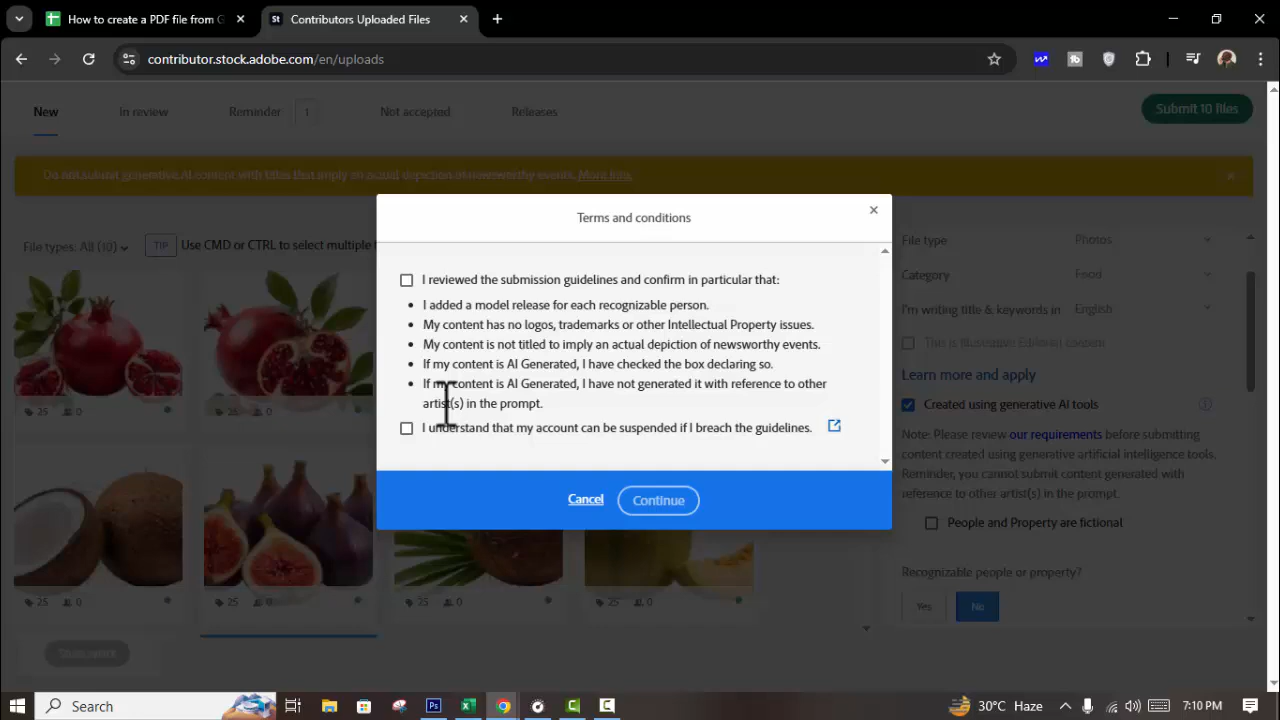 How to create a PDF file from G
Contributors Uploaded Files
contributor.stock.adobe.com/en/uploads
New
In review
Reminder
1
Not accepted
Releases
Submit 10 files
Do not submit generative AI content with titles that imply an actual depiction of newsworthy events. More Info.
File types: All (10)
TIP
Use CMD or CTRL to select multiple
Terms and conditions
I reviewed the submission guidelines and confirm in particular that:
• I added a model release for each recognizable person.
• My content has no logos, trademarks or other Intellectual Property issues.
• My content is not titled to imply an actual depiction of newsworthy events.
• If my content is AI Generated, I have checked the box declaring so.
• If my content is AI Generated, I have not generated it with reference to other
artist(s) in the prompt.
I understand that my account can be suspended if I breach the guidelines.
Cancel
Continue
File type
Photos
Category
Food
I'm writing title & keywords in
English
This is Illustrative Editorial content
Learn more and apply
Created using generative AI tools
Note: Please review our requirements before submitting
content created using generative artificial intelligence tools.
Reminder, you cannot submit content generated with
reference to other artist(s) in the prompt.
People and Property are fictional
Recognizable people or property?
Yes
No
25 0
25 0
25 0
25 0
25 0
25 0
Search
30°C Haze
7:10 PM